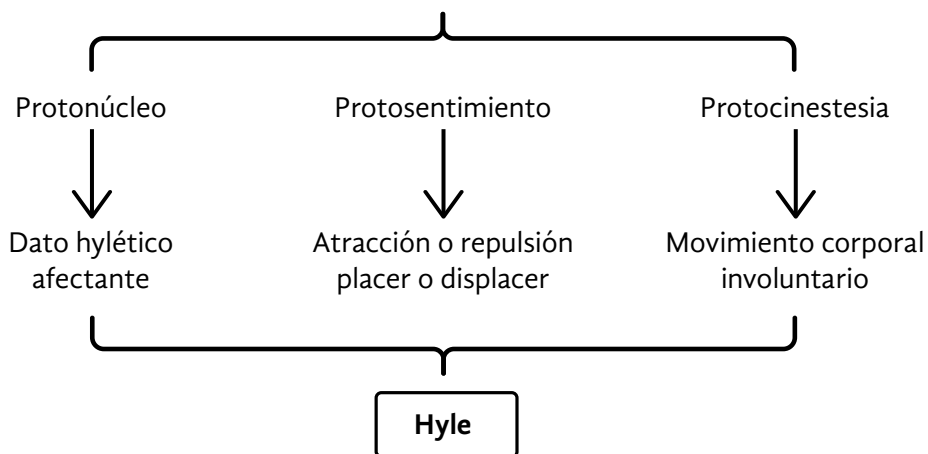 Protonúcleo
Protosentimiento
Protocinestesia
Dato hylético
afectante
Atracción o repulsión
placer o displacer
Movimiento corporal
involuntario
Hyle